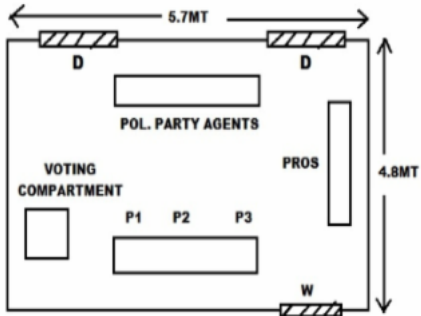 5.7MT
D D
POL. PARTY AGENTS
PROS
4.8MT
VOTING
COMPARTMENT
P1 P2 P3
W